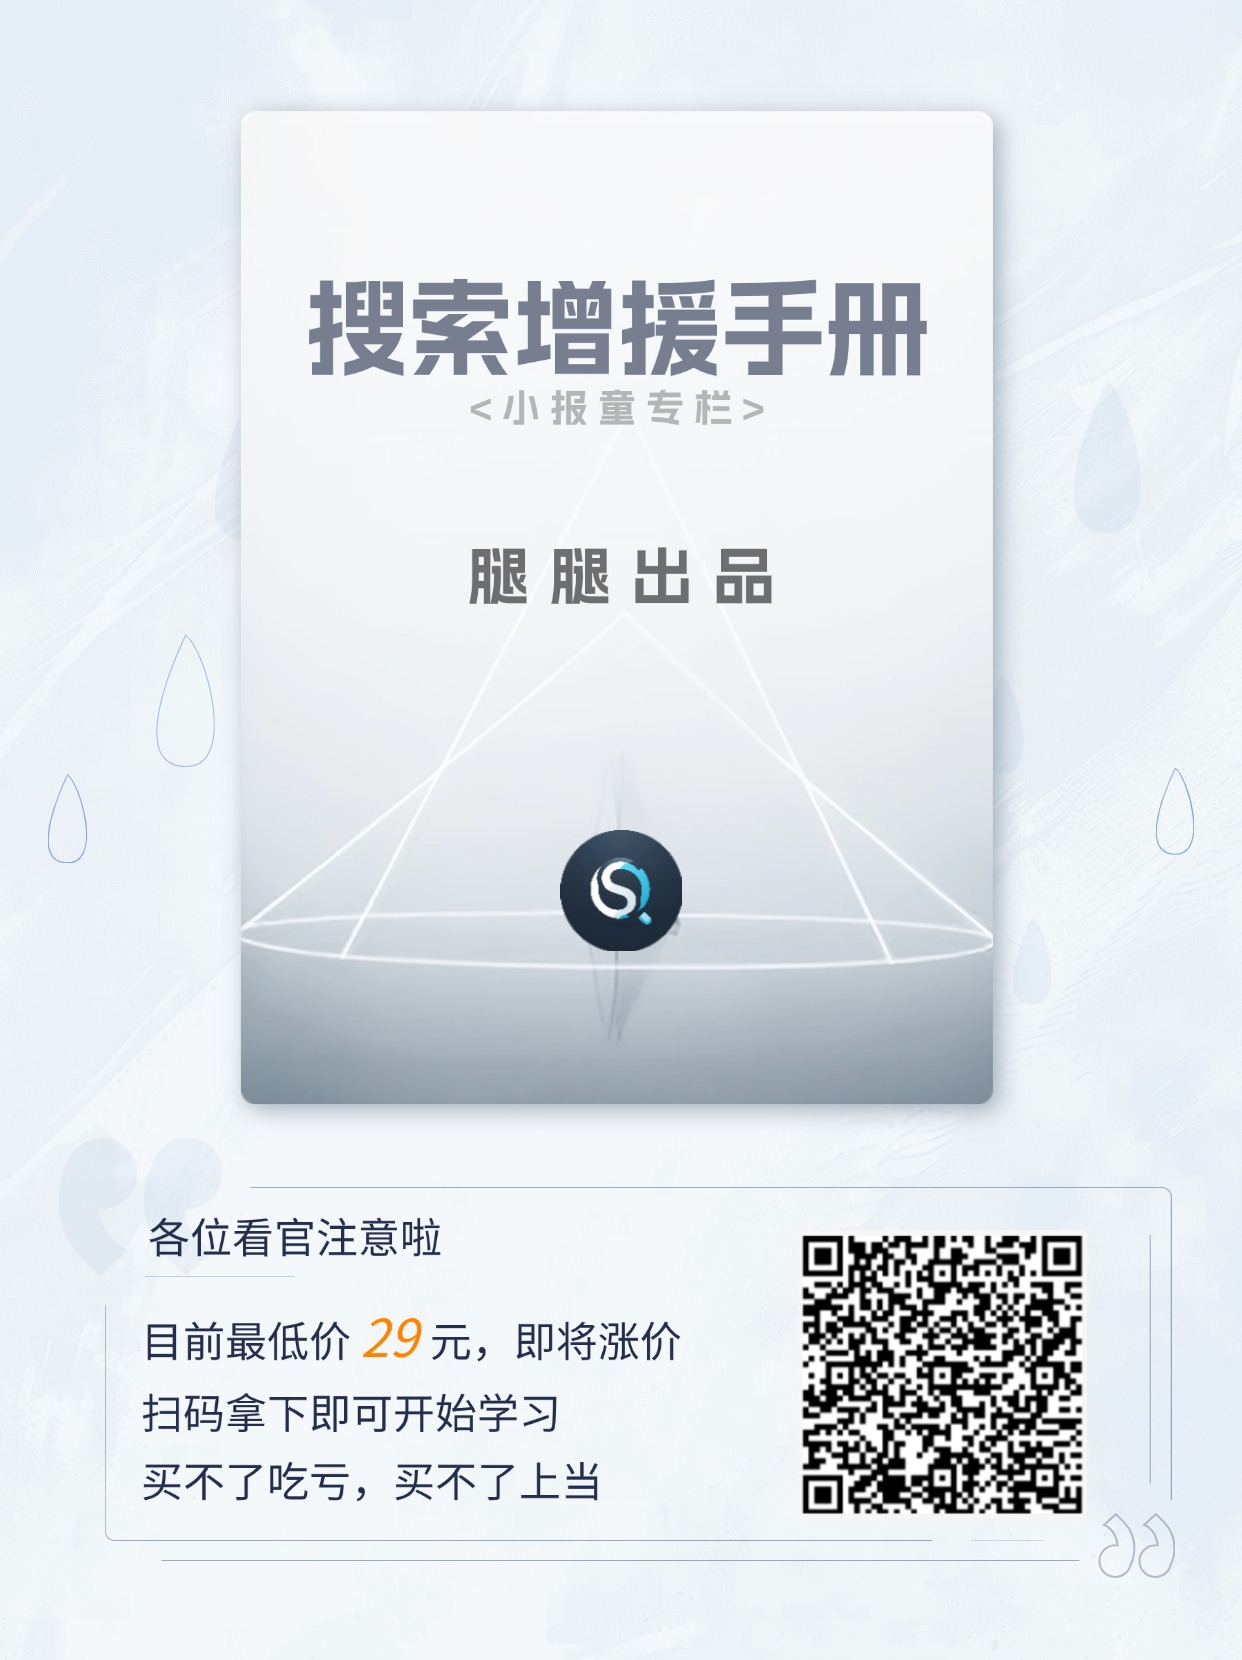 搜索增援手册
<小报童专栏>
腿腿出品
各位看官注意啦
目前最低价 29 元，即将涨价
扫码拿下即可开始学习
买不了吃亏，买不了上当